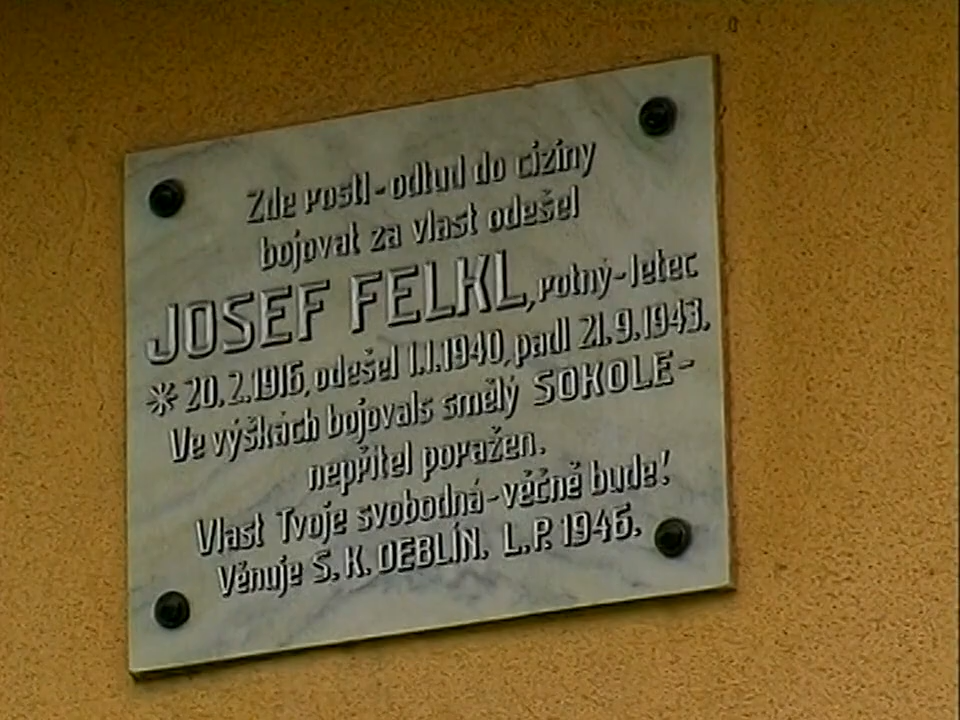 Zde rostl - odtud do ciziny
bojovat za vlast odešel
JOSEF FELKL, rotný-letec
* 20.2.1916, odešel 1.1.1940, padl 21.9.1943.
Ve výškách bojovals smělý SOKOLE-
nepřítel poražen.
Vlast Tvoje svobodná - věčně bude!
Věnuje S. K. DEBLÍN. L.P. 1946.